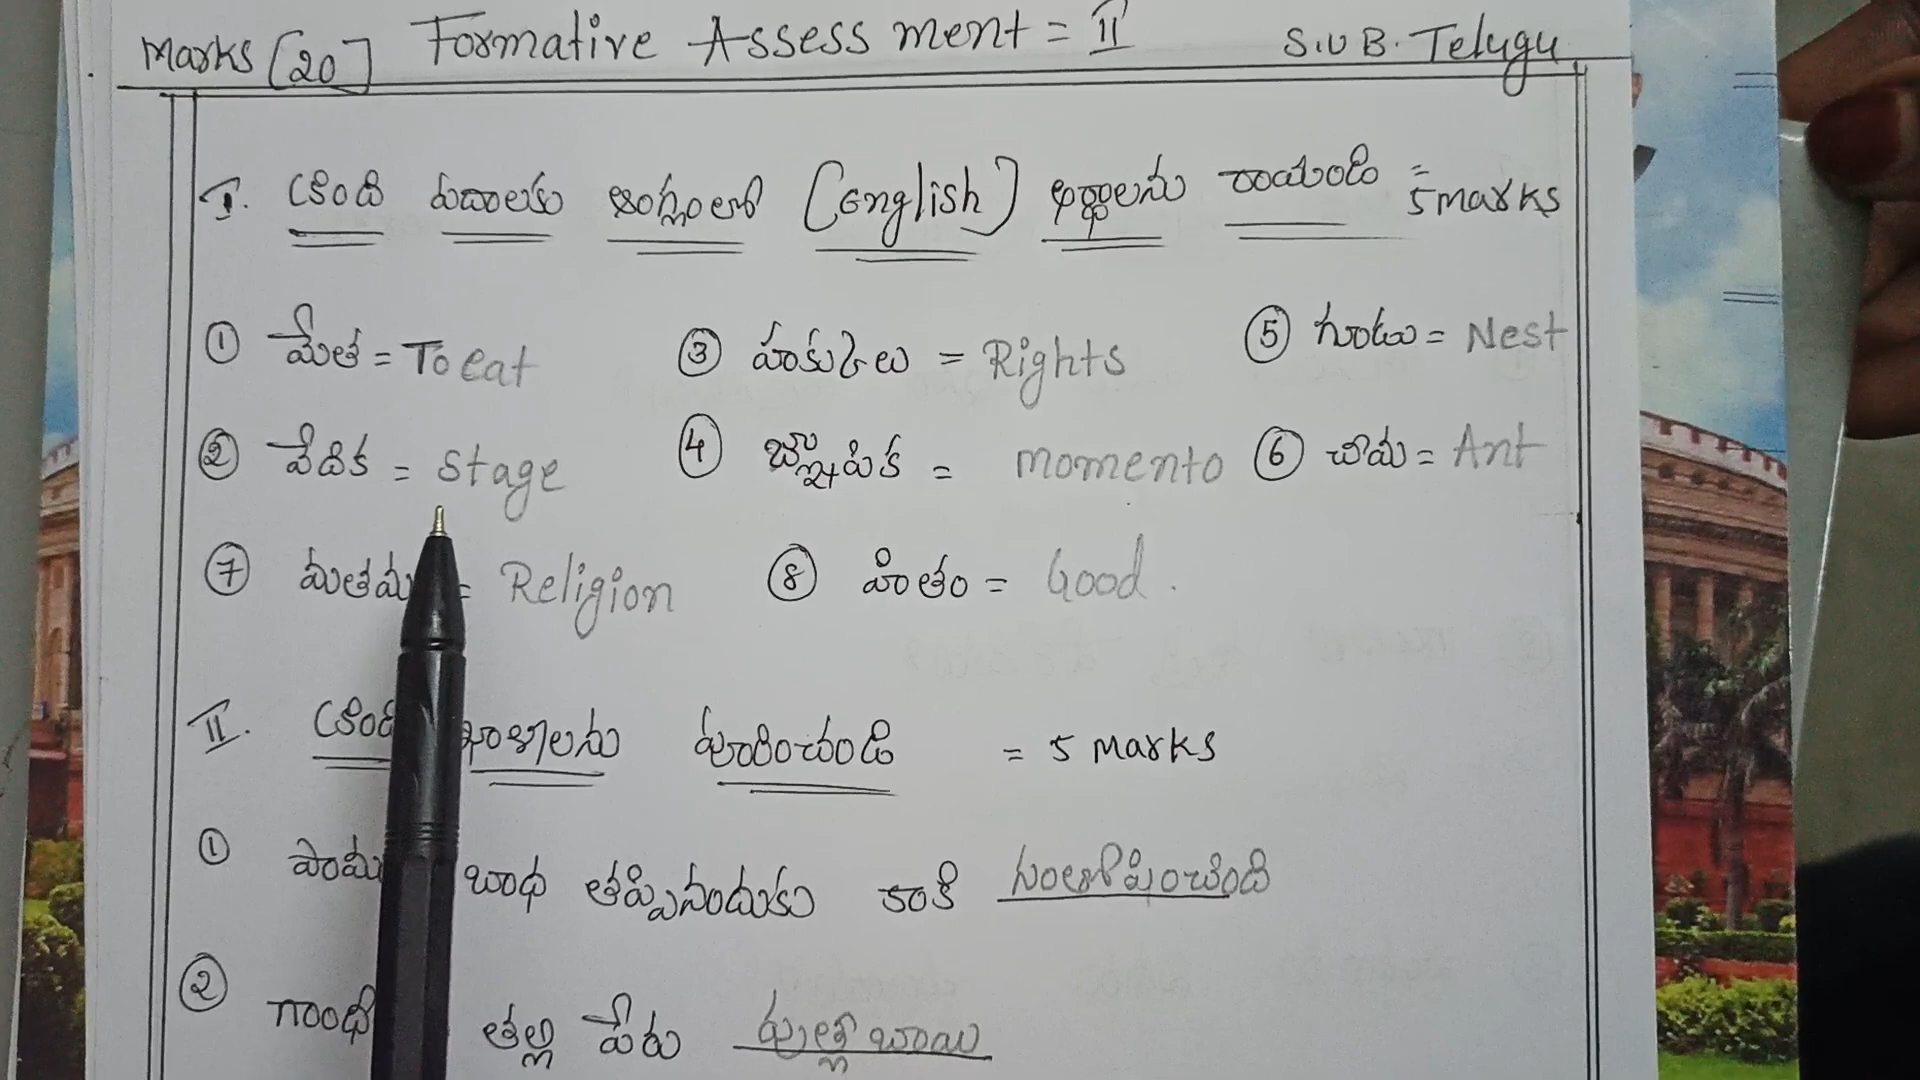 Marks [20] Formative Assessment = II S.U B. Telugu
I. క్రింది పదాలకు ఆంగ్లంలో [English] అర్థాలను రాయండి = 5 marks
① మేత = To eat ③ హక్కులు = Rights ⑤ గూటు = Nest
② వేదిక = Stage ④ జ్ఞాపిక = momento ⑥ చీమ = Ant
⑦ మతము = Religion ⑧ హితం = Good .
II. క్రింది ఖాళీలను పూరించండి = 5 Marks
① బాధ తప్పినందుకు కాకి సంతోషించింది
② గాంధీ తల్లి పేరు పుత్లీ బాయి